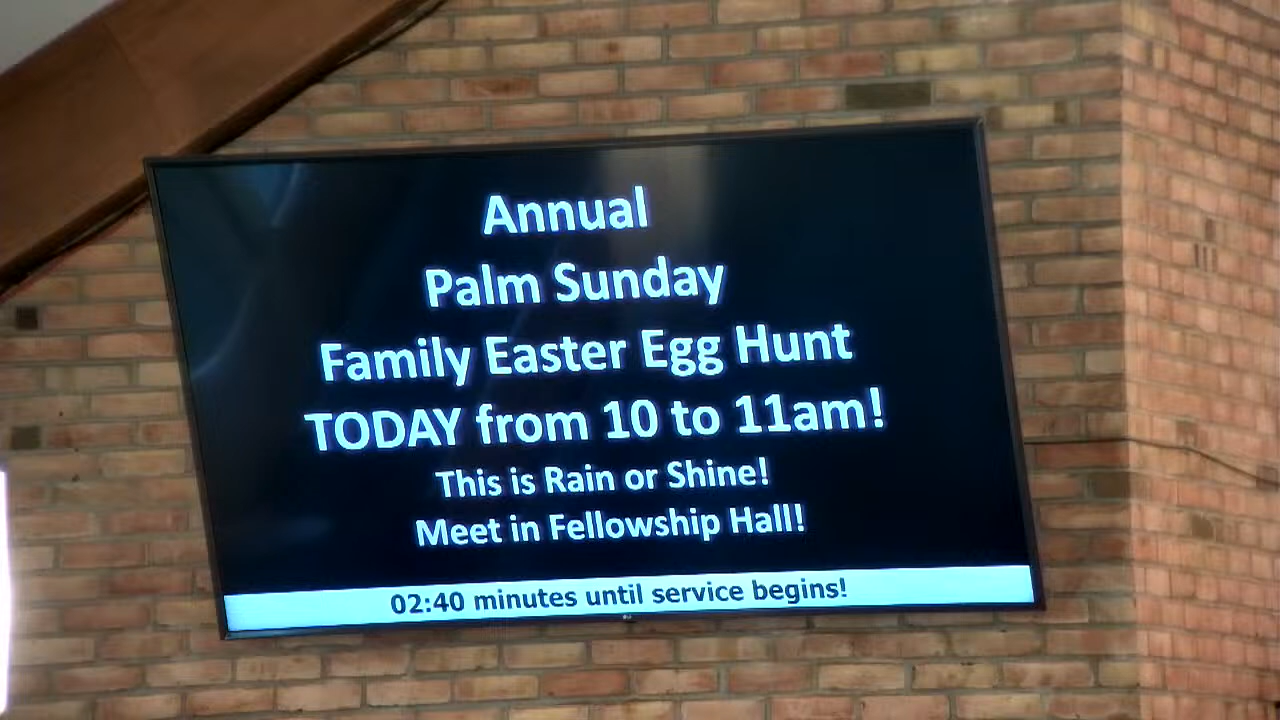 Annual
Palm Sunday
Family Easter Egg Hunt
TODAY from 10 to 11am!
This is Rain or Shine!
Meet in Fellowship Hall!
02:40 minutes until service begins!